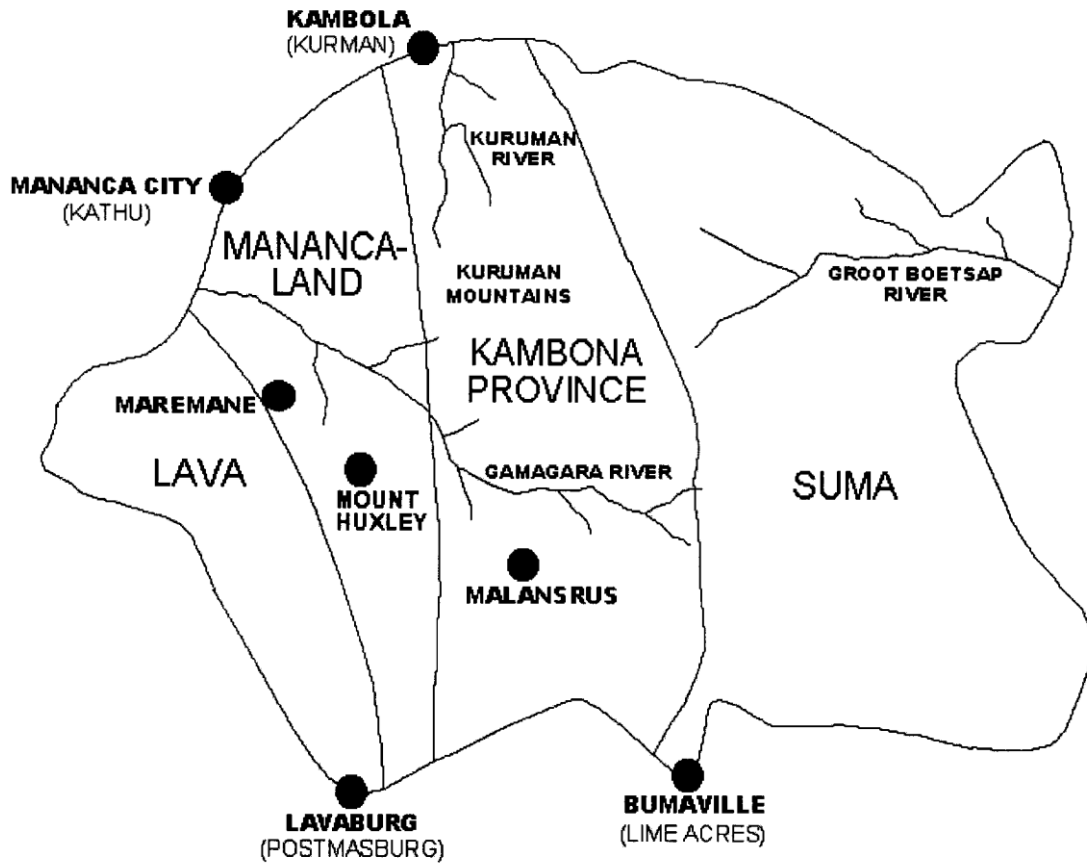 KAMBOLA
(KURMAN)
KURUMAN
RIVER
MANANCA CITY
(KATHU)
MANANCA-
LAND
KURUMAN
MOUNTAINS
GROOT BOETSAP
RIVER
KAMBONA
PROVINCE
MAREMANE
LAVA
GAMAGARA RIVER
SUMA
MOUNT
HUXLEY
MALANSRUS
LAVABURG
(POSTMASBURG)
BUMAVILLE
(LIME ACRES)